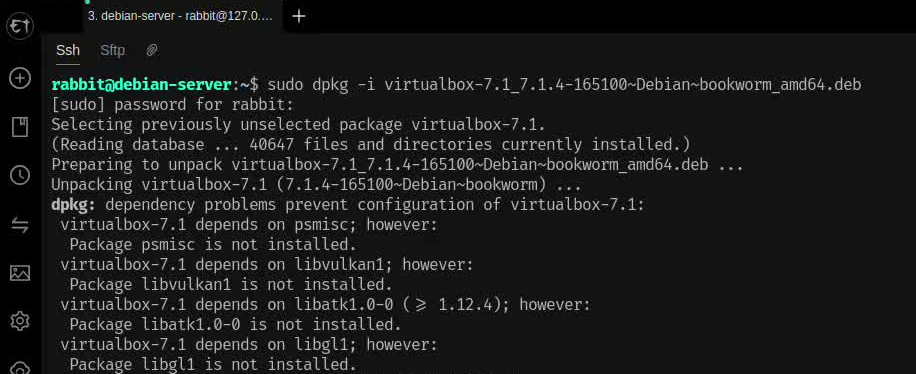 3. debian-server - rabbit@127.0....
Ssh Sftp
rabbit@debian-server:~$ sudo dpkg -i virtualbox-7.1_7.1.4-165100~Debian~bookworm_amd64.deb
[sudo] password for rabbit:
Selecting previously unselected package virtualbox-7.1.
(Reading database ... 40647 files and directories currently installed.)
Preparing to unpack virtualbox-7.1_7.1.4-165100~Debian~bookworm_amd64.deb ...
Unpacking virtualbox-7.1 (7.1.4-165100~Debian~bookworm) ...
dpkg: dependency problems prevent configuration of virtualbox-7.1:
virtualbox-7.1 depends on psmisc; however:
Package psmisc is not installed.
virtualbox-7.1 depends on libvulkan1; however:
Package libvulkan1 is not installed.
virtualbox-7.1 depends on libatk1.0-0 (>= 1.12.4); however:
Package libatk1.0-0 is not installed.
virtualbox-7.1 depends on libgl1; however:
Package libgl1 is not installed.